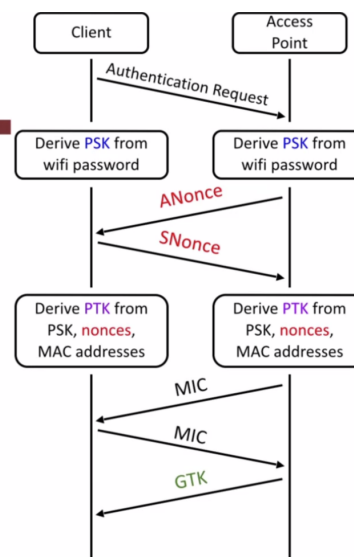 Client
Access
Point
Authentication Request
Derive PSK from
wifi password
Derive PSK from
wifi password
ANonce
SNonce
Derive PTK from
PSK, nonces,
MAC addresses
Derive PTK from
PSK, nonces,
MAC addresses
MIC
MIC
GTK